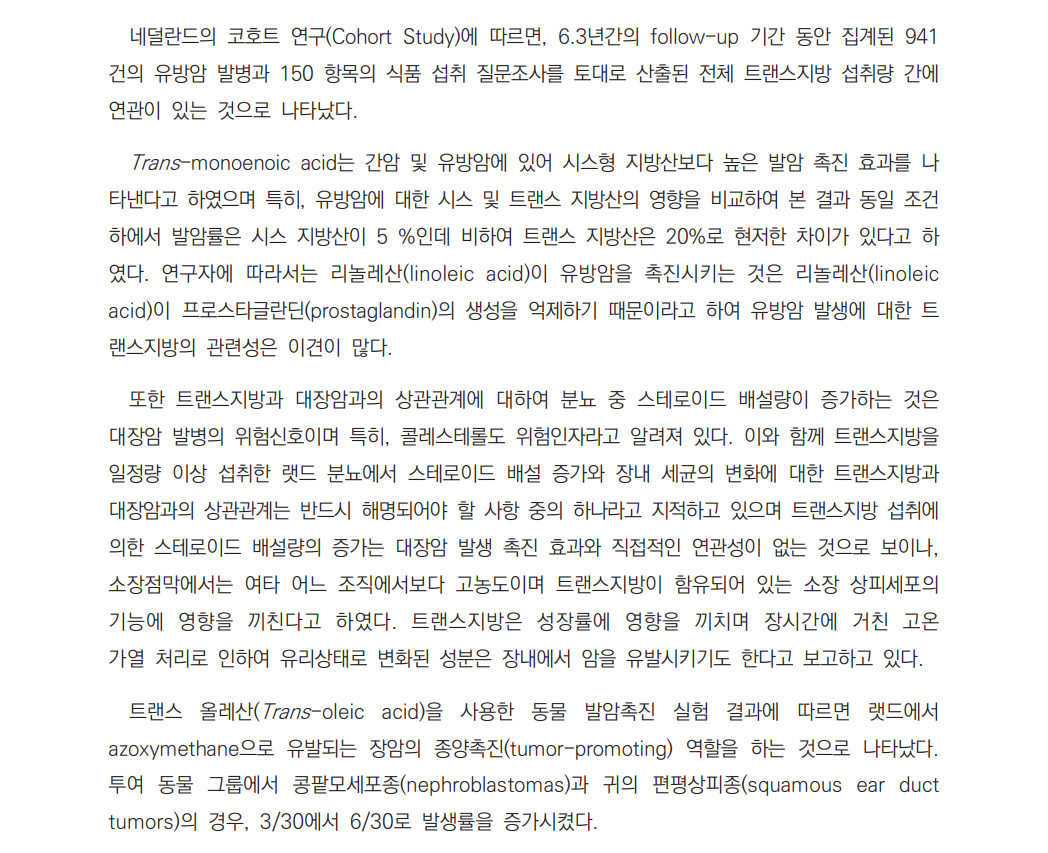 네덜란드의 코호트 연구(Cohort Study)에 따르면, 6.3년간의 follow-up 기간 동안 집계된 941
건의 유방암 발병과 150 항목의 식품 섭취 질문조사를 토대로 산출된 전체 트랜스지방 섭취량 간에
연관이 있는 것으로 나타났다.
Trans-monoenoic acid는 간암 및 유방암에 있어 시스형 지방산보다 높은 발암 촉진 효과를 나
타낸다고 하였으며 특히, 유방암에 대한 시스 및 트랜스 지방산의 영향을 비교하여 본 결과 동일 조건
하에서 발암률은 시스 지방산이 5 %인데 비하여 트랜스 지방산은 20%로 현저한 차이가 있다고 하
였다. 연구자에 따라서는 리놀레산(linoleic acid)이 유방암을 촉진시키는 것은 리놀레산(linoleic
acid)이 프로스타글란딘(prostaglandin)의 생성을 억제하기 때문이라고 하여 유방암 발생에 대한 트
랜스지방의 관련성은 이견이 많다.
또한 트랜스지방과 대장암과의 상관관계에 대하여 분뇨 중 스테로이드 배설량이 증가하는 것은
대장암 발병의 위험신호이며 특히, 콜레스테롤도 위험인자라고 알려져 있다. 이와 함께 트랜스지방을
일정량 이상 섭취한 랫드 분뇨에서 스테로이드 배설 증가와 장내 세균의 변화에 대한 트랜스지방과
대장암과의 상관관계는 반드시 해명되어야 할 사항 중의 하나라고 지적하고 있으며 트랜스지방 섭취에
의한 스테로이드 배설량의 증가는 대장암 발생 촉진 효과와 직접적인 연관성이 없는 것으로 보이나,
소장점막에서는 여타 어느 조직에서보다 고농도이며 트랜스지방이 함유되어 있는 소장 상피세포의
기능에 영향을 끼친다고 하였다. 트랜스지방은 성장률에 영향을 끼치며 장시간에 거친 고온
가열 처리로 인하여 유리상태로 변화된 성분은 장내에서 암을 유발시키기도 한다고 보고하고 있다.
트랜스 올레산(Trans-oleic acid)을 사용한 동물 발암촉진 실험 결과에 따르면 랫드에서
azoxymethane으로 유발되는 장암의 종양촉진(tumor-promoting) 역할을 하는 것으로 나타났다.
투여 동물 그룹에서 콩팥모세포종(nephroblastomas)과 귀의 편평상피종(squamous ear duct
tumors)의 경우, 3/30에서 6/30로 발생률을 증가시켰다.